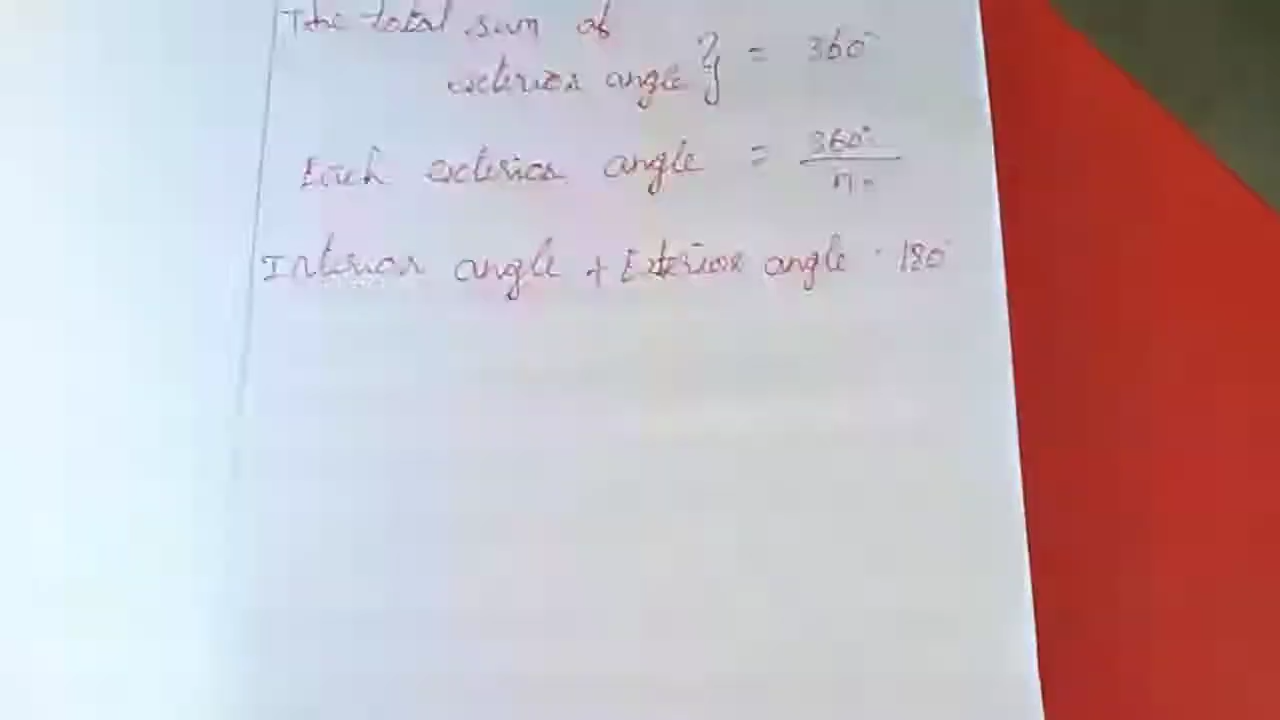 The total sum of
exterior angle } = 360°
Each exterior angle = 360° / n
Interior angle + Exterior angle = 180°